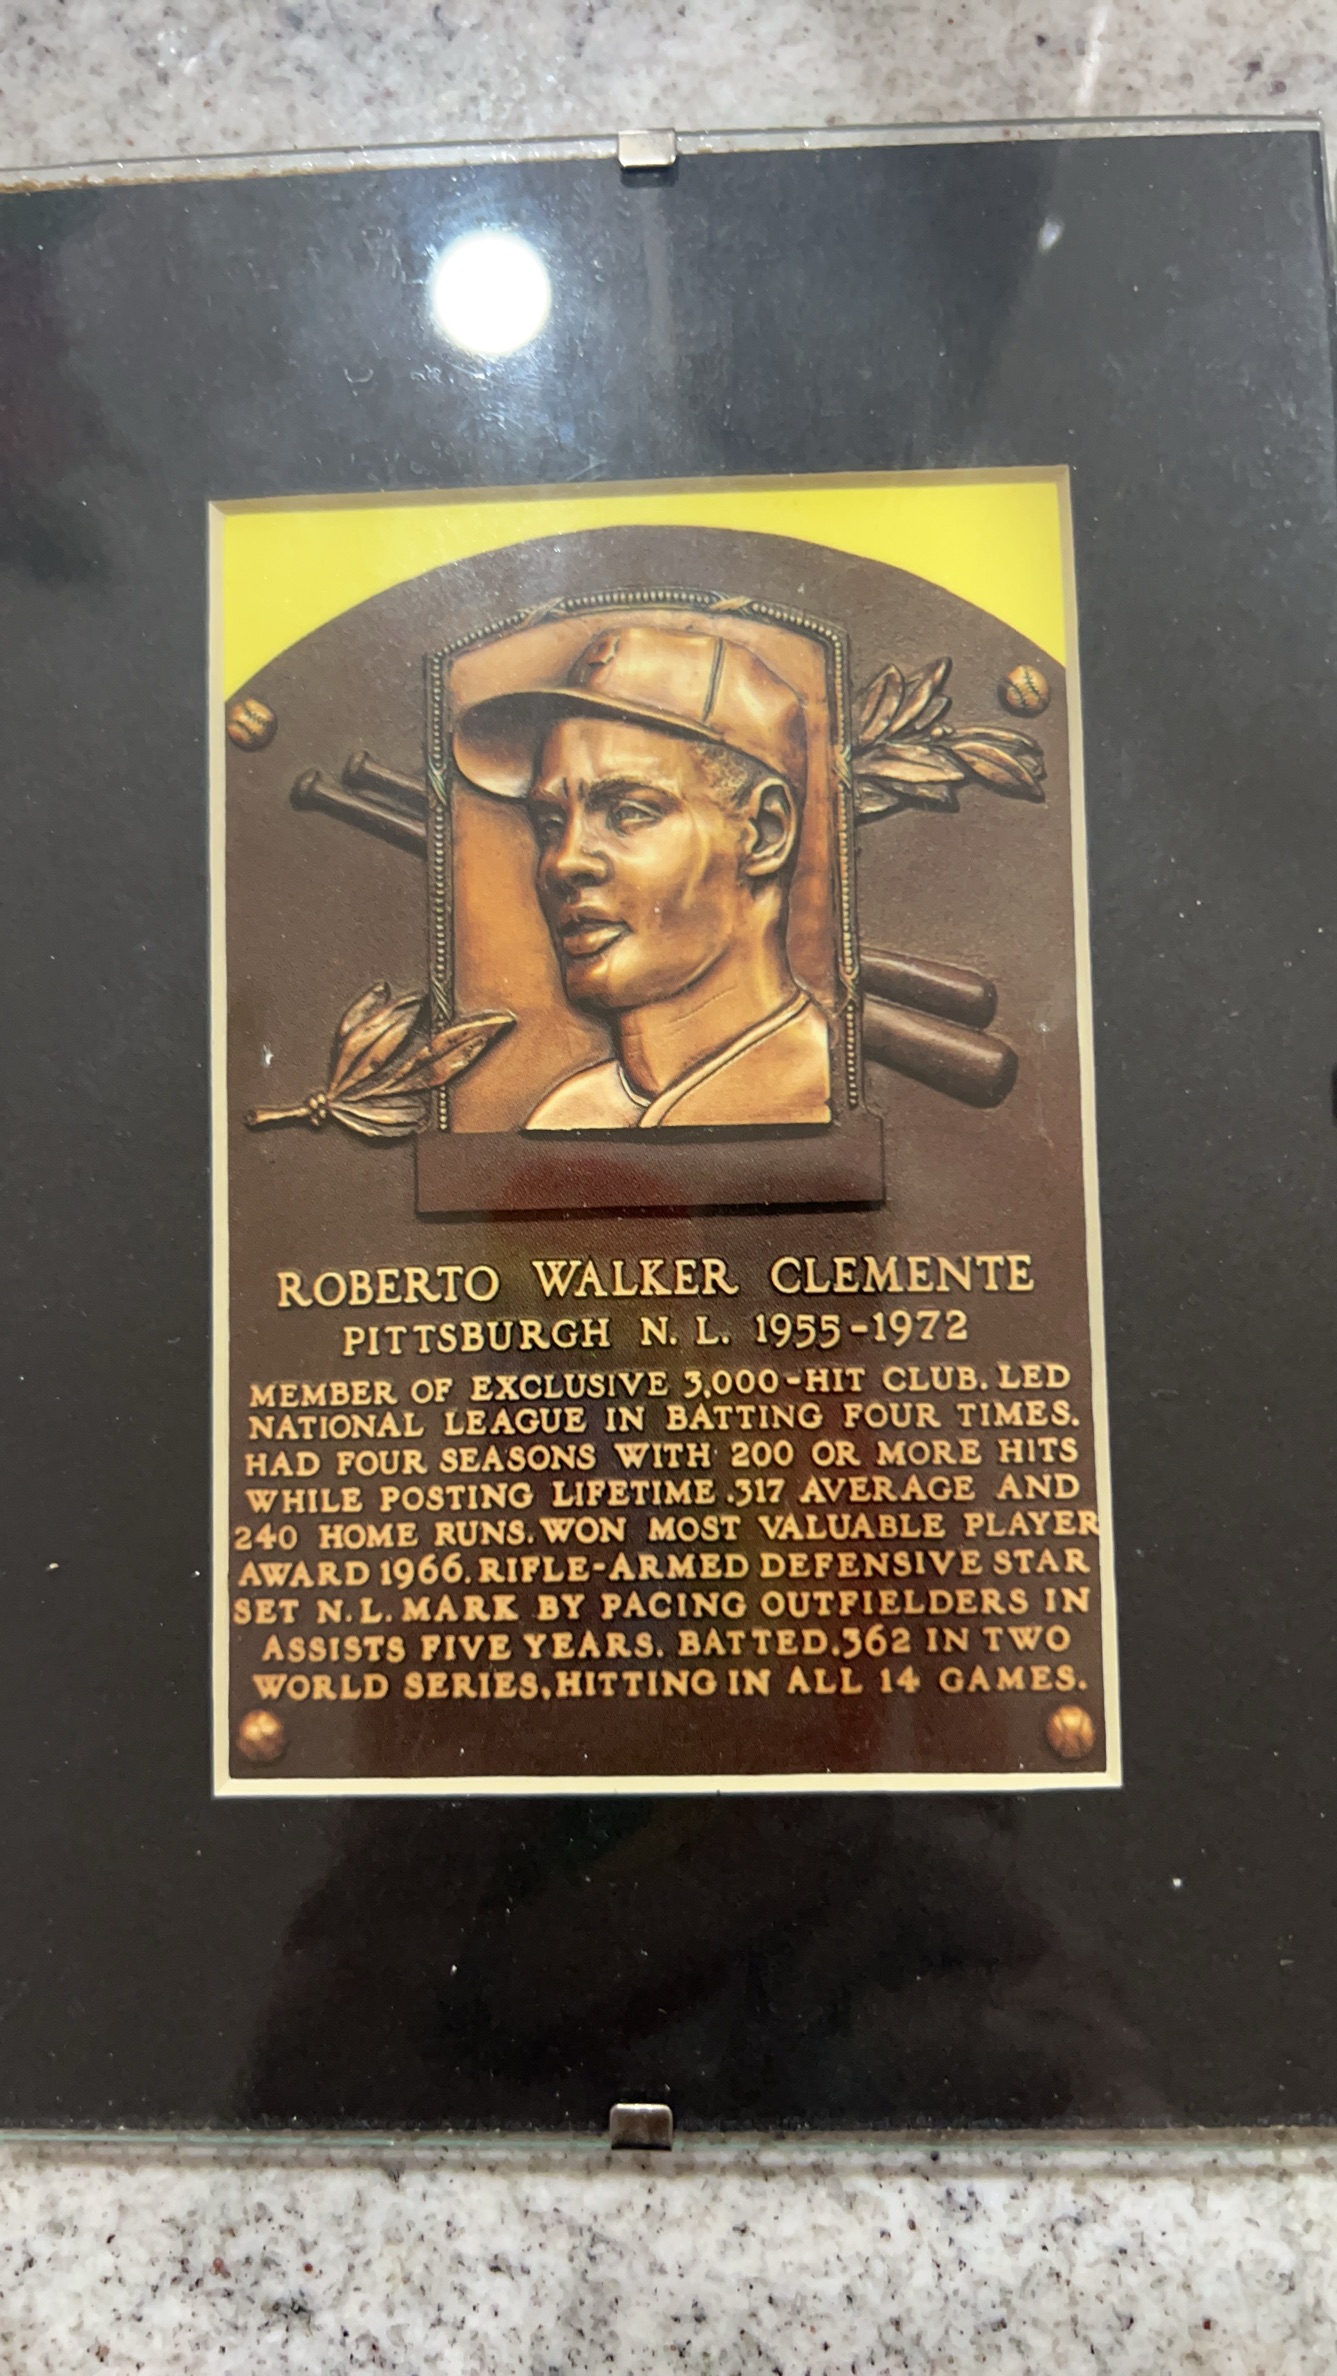 ROBERTO WALKER CLEMENTE
PITTSBURGH N. L. 1955-1972
MEMBER OF EXCLUSIVE 3,000-HIT CLUB. LED
NATIONAL LEAGUE IN BATTING FOUR TIMES.
HAD FOUR SEASONS WITH 200 OR MORE HITS
WHILE POSTING LIFETIME .317 AVERAGE AND
240 HOME RUNS. WON MOST VALUABLE PLAYER
AWARD 1966. RIFLE-ARMED DEFENSIVE STAR
SET N. L. MARK BY PACING OUTFIELDERS IN
ASSISTS FIVE YEARS. BATTED .362 IN TWO
WORLD SERIES, HITTING IN ALL 14 GAMES.